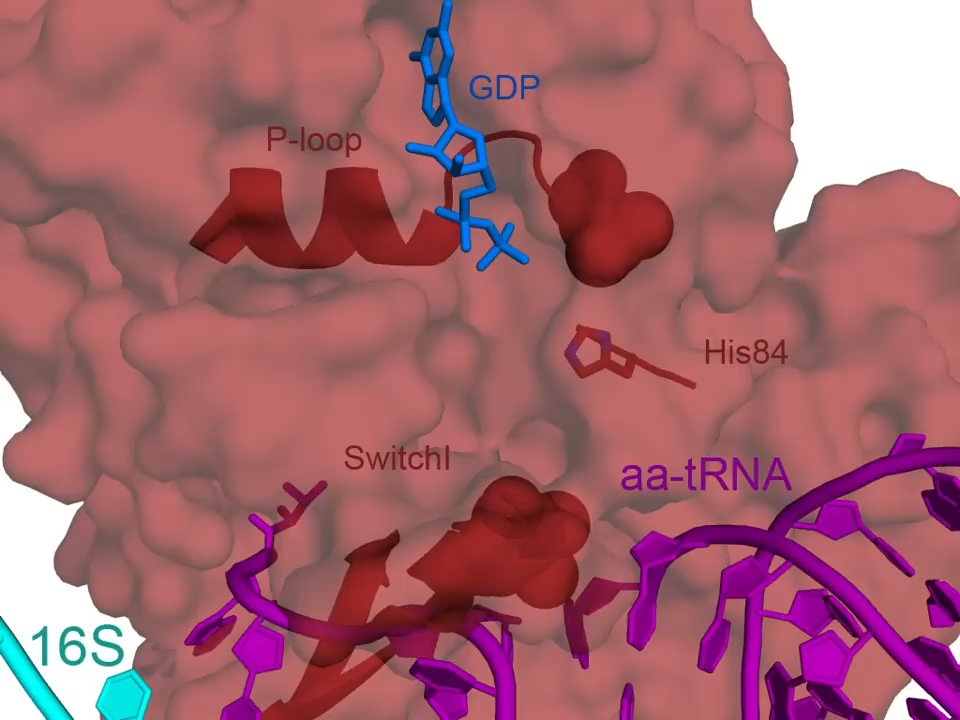 GDP
P-loop
His84
SwitchI
aa-tRNA
16S